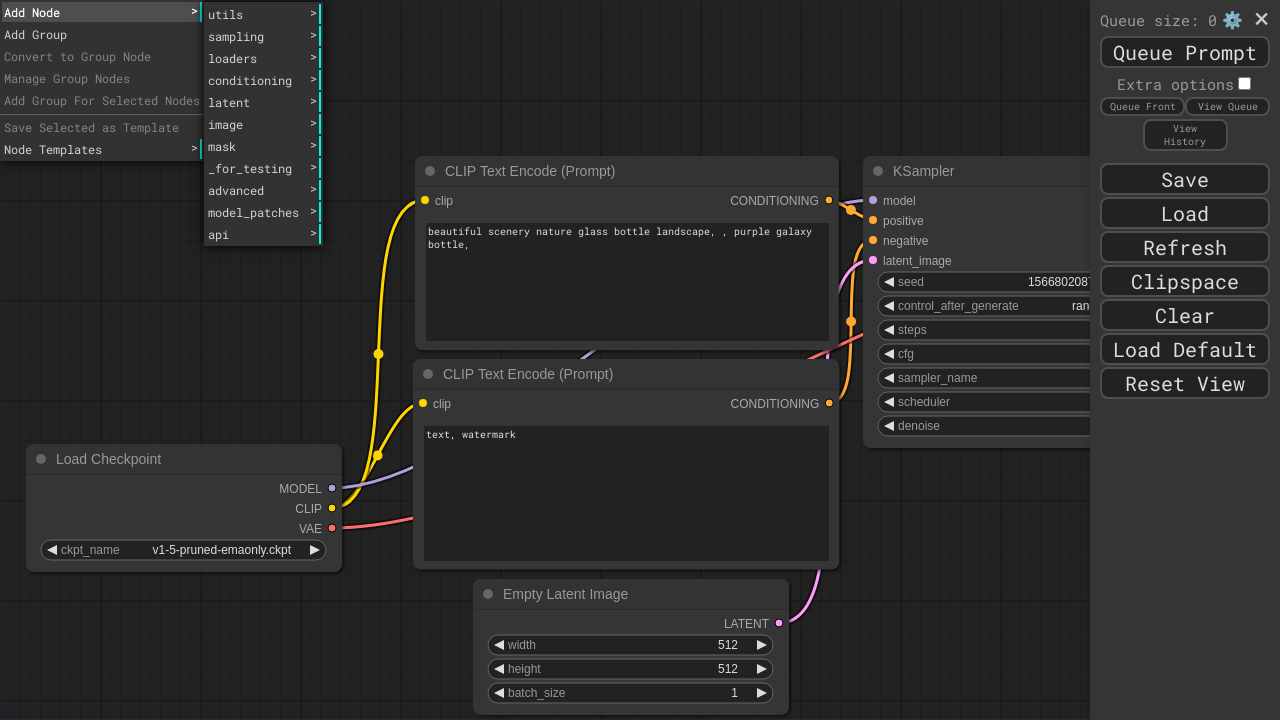 Add Node >
Add Group
Convert to Group Node
Manage Group Nodes
Add Group For Selected Nodes
Save Selected as Template
Node Templates >
utils >
sampling >
loaders >
conditioning >
latent >
image >
mask >
_for_testing >
advanced >
model_patches >
api >
CLIP Text Encode (Prompt)
clip CONDITIONING
beautiful scenery nature glass bottle landscape, , purple galaxy
bottle,
CLIP Text Encode (Prompt)
clip CONDITIONING
text, watermark
Load Checkpoint
MODEL
CLIP
VAE
ckpt_name v1-5-pruned-emaonly.ckpt
Empty Latent Image
LATENT
width 512
height 512
batch_size 1
KSampler
model
positive
negative
latent_image
seed 1566802087
control_after_generate ran
steps
cfg
sampler_name
scheduler
denoise
Queue size: 0
Queue Prompt
Extra options
Queue Front View Queue
View
History
Save
Load
Refresh
Clipspace
Clear
Load Default
Reset View